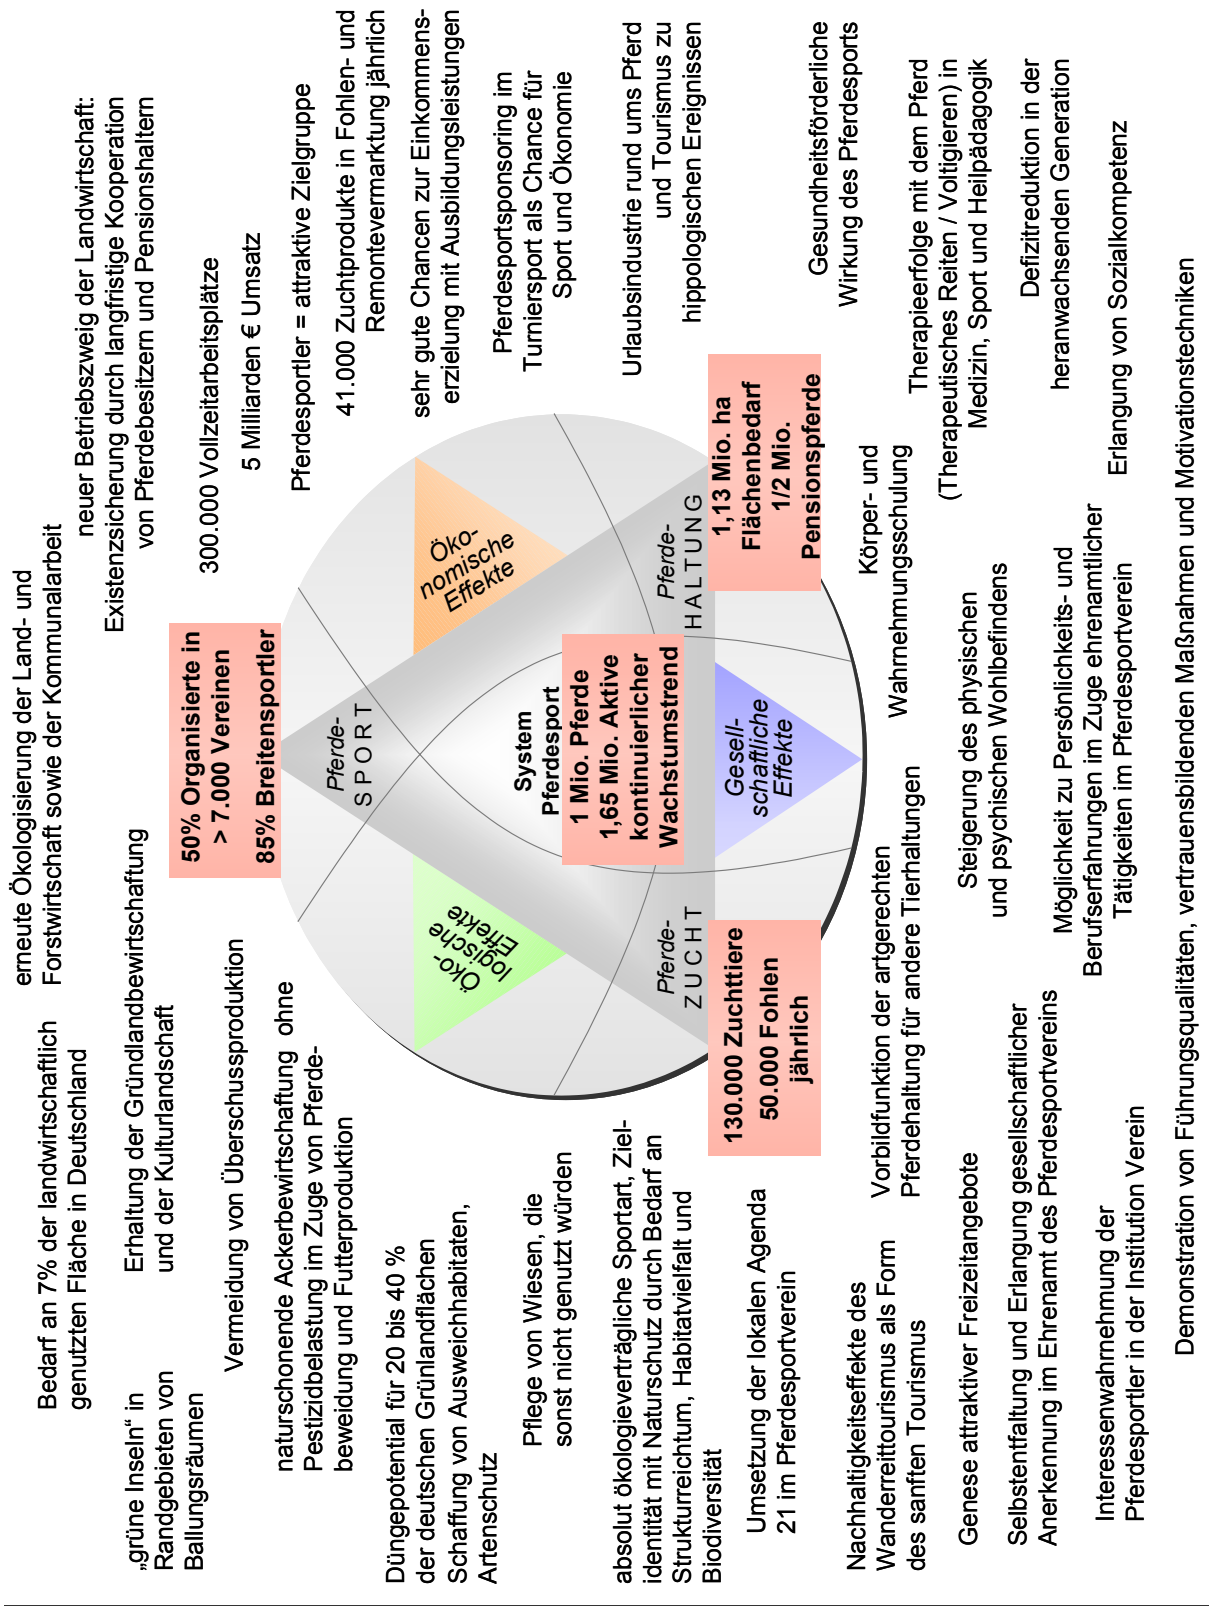 Bedarf an 7% der landwirtschaftlich
genutzten Fläche in Deutschland
erneute Ökologisierung der Land- und
Forstwirtschaft sowie der Kommunalarbeit
neuer Betriebszweig der Landwirtschaft:
Existenzsicherung durch langfristige Kooperation
von Pferdebesitzern und Pensionshaltern
„grüne Inseln“ in
Randgebieten von
Ballungsräumen
Erhaltung der Gründlandbewirtschaftung
und der Kulturlandschaft
50% Organisierte in
> 7.000 Vereinen
85% Breitensportler
300.000 Vollzeitarbeitsplätze
5 Milliarden € Umsatz
Vermeidung von Überschussproduktion
Pferdesportler = attraktive Zielgruppe
naturschonende Ackerbewirtschaftung ohne
Pestizidbelastung im Zuge von Pferde-
beweidung und Futterproduktion
Pferde-
SPORT
41.000 Zuchtprodukte in Fohlen- und
Remontevermarktung jährlich
Düngepotential für 20 bis 40 %
der deutschen Grünlandflächen
Schaffung von Ausweichhabitaten,
Artenschutz
Öko-
logische
Effekte
Öko-
nomische
Effekte
sehr gute Chancen zur Einkommens-
erzielung mit Ausbildungsleistungen
Pflege von Wiesen, die
sonst nicht genutzt würden
System
Pferdesport
1 Mio. Pferde
1,65 Mio. Aktive
kontinuierlicher
Wachstumstrend
Pferdesportsponsoring im
Turniersport als Chance für
Sport und Ökonomie
absolut ökologieverträgliche Sportart, Ziel-
identität mit Naturschutz durch Bedarf an
Strukturreichtum, Habitatvielfalt und
Biodiversität
Pferde-
ZUCHT
Pferde-
HALTUNG
Urlaubsindustrie rund ums Pferd
und Tourismus zu
hippologischen Ereignissen
130.000 Zuchttiere
50.000 Fohlen
jährlich
Gesell-
schaftliche
Effekte
1,13 Mio. ha
Flächenbedarf
1/2 Mio.
Pensionspferde
Umsetzung der lokalen Agenda
21 im Pferdesportverein
Gesundheitsförderliche
Wirkung des Pferdesports
Nachhaltigkeitseffekte des
Wanderreittourismus als Form
des sanften Tourismus
Vorbildfunktion der artgerechten
Pferdehaltung für andere Tierhaltungen
Körper- und
Wahrnehmungsschulung
Therapieerfolge mit dem Pferd
(Therapeutisches Reiten / Voltigieren) in
Medizin, Sport und Heilpädagogik
Genese attraktiver Freizeitangebote
Steigerung des physischen
und psychischen Wohlbefindens
Selbstentfaltung und Erlangung gesellschaftlicher
Anerkennung im Ehrenamt des Pferdesportvereins
Möglichkeit zu Persönlichkeits- und
Berufserfahrungen im Zuge ehrenamtlicher
Tätigkeiten im Pferdesportverein
Defizitreduktion in der
heranwachsenden Generation
Interessenwahrnehmung der
Pferdesportler in der Institution Verein
Erlangung von Sozialkompetenz
Demonstration von Führungsqualitäten, vertrauensbildenden Maßnahmen und Motivationstechniken